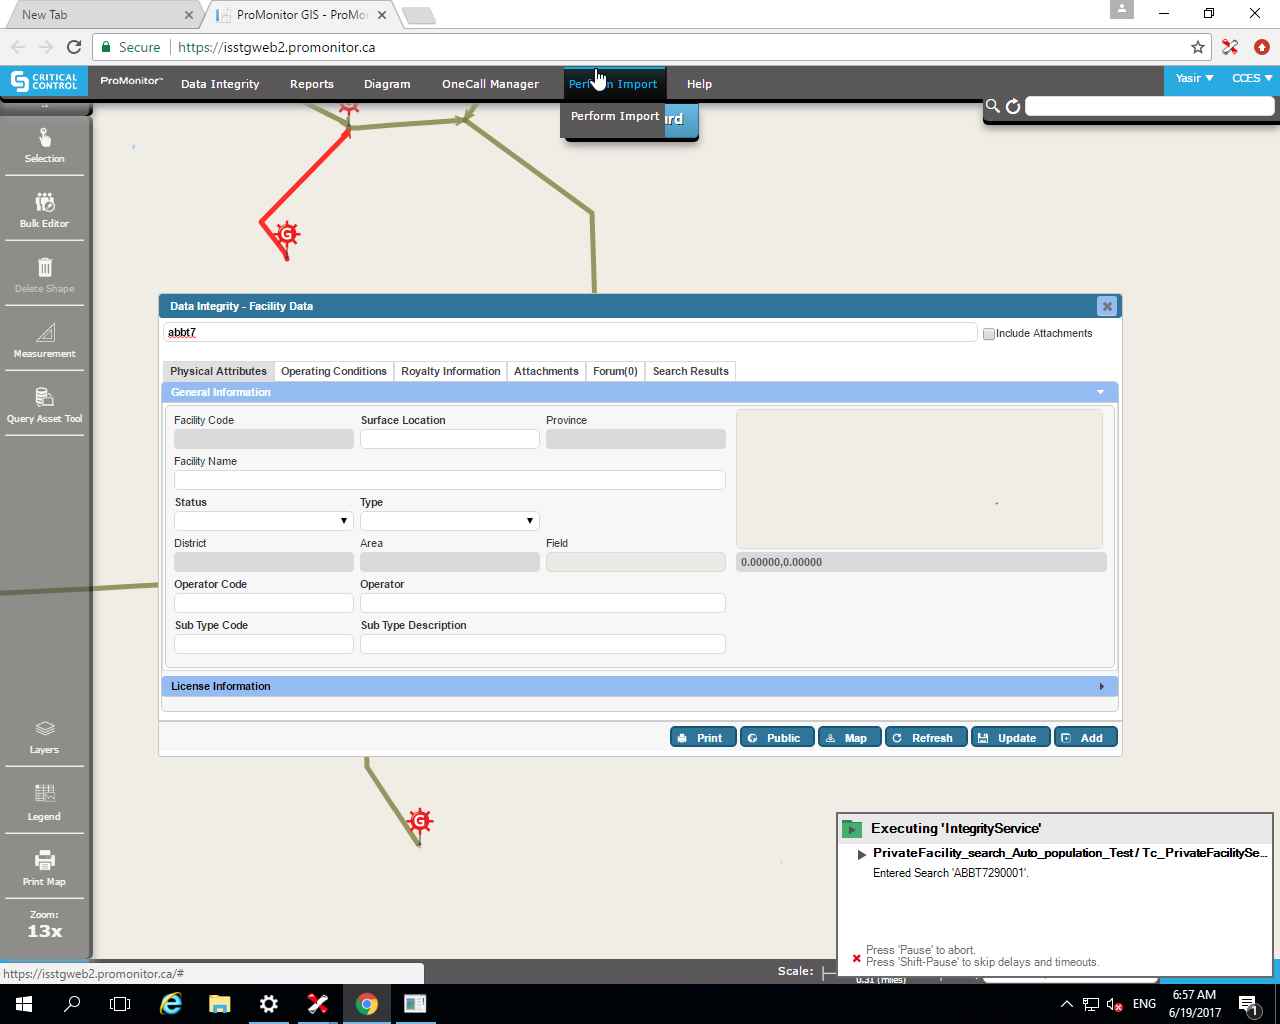 New Tab
ProMonitor GIS - ProMo
Secure
https://isstgweb2.promonitor.ca
CRITICAL CONTROL
ProMonitor™
Data Integrity
Reports
Diagram
OneCall Manager
Perform Import
Help
Yasir
CCES
Perform Import
rd
Selection
Bulk Editor
Delete Shape
Measurement
Query Asset Tool
Layers
Legend
Print Map
Zoom:
13x
Data Integrity - Facility Data
abbt7
Include Attachments
Physical Attributes
Operating Conditions
Royalty Information
Attachments
Forum(0)
Search Results
General Information
Facility Code
Surface Location
Province
Facility Name
Status
Type
District
Area
Field
0.00000,0.00000
Operator Code
Operator
Sub Type Code
Sub Type Description
License Information
Print
Public
Map
Refresh
Update
Add
G
G
Executing 'IntegrityService'
PrivateFacility_search_Auto_population_Test / Tc_PrivateFacilitySe...
Entered Search 'ABBT7290001'.
Press 'Pause' to abort.
Press 'Shift-Pause' to skip delays and timeouts.
https://isstgweb2.promonitor.ca/#
Scale:
0.31 (miles)
ENG
6:57 AM
6/19/2017
1